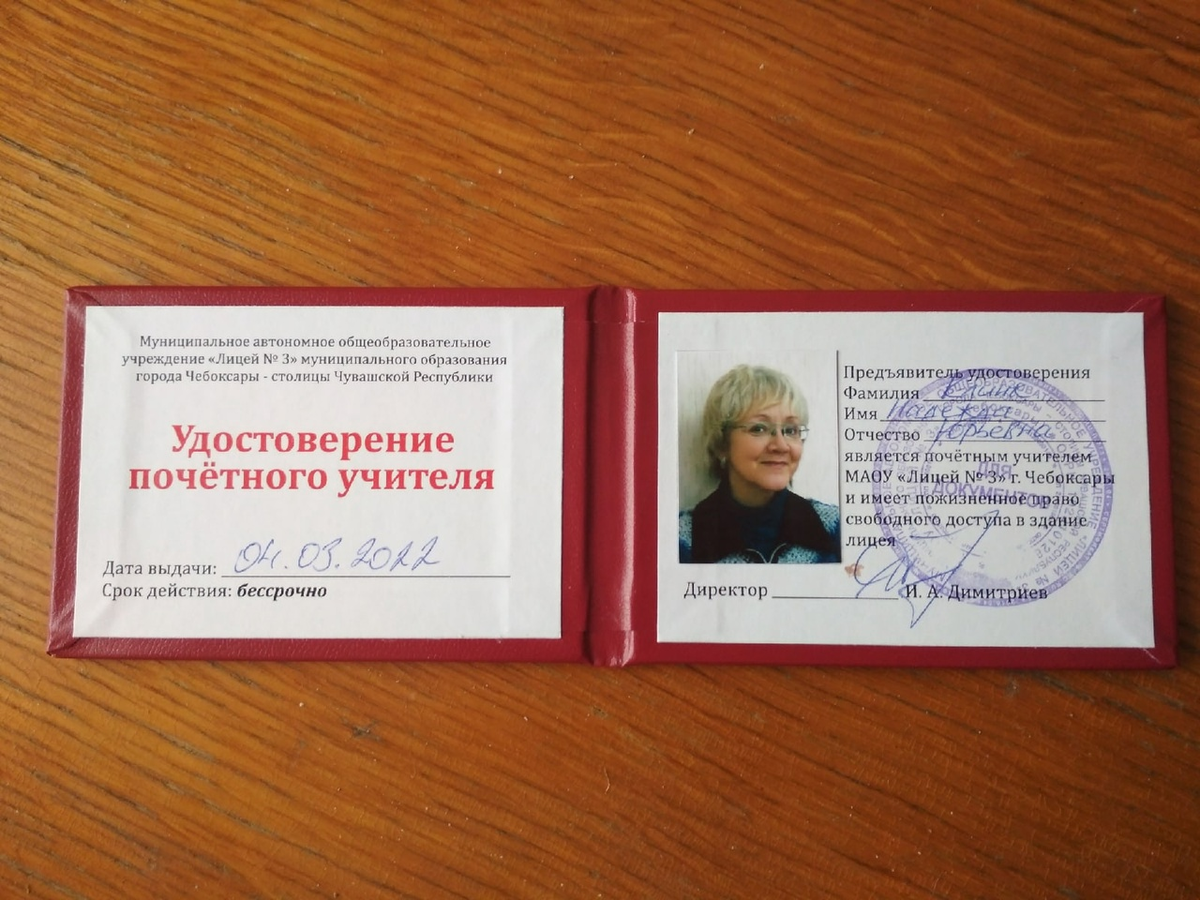 Муниципальное автономное общеобразовательное
учреждение «Лицей № 3» муниципального образования
города Чебоксары - столицы Чувашской Республики
Удостоверение
почётного учителя
Дата выдачи: 04.03.2022
Срок действия: бессрочно
Предъявитель удостоверения
Фамилия
Имя Надежда
Отчество Юрьевна
является почётным учителем
МАОУ «Лицей № 3» г. Чебоксары
и имеет пожизненное право
свободного доступа в здание
лицея
Директор И. А. Димитриев
ДЛЯ
ДОКУМЕНТОВ